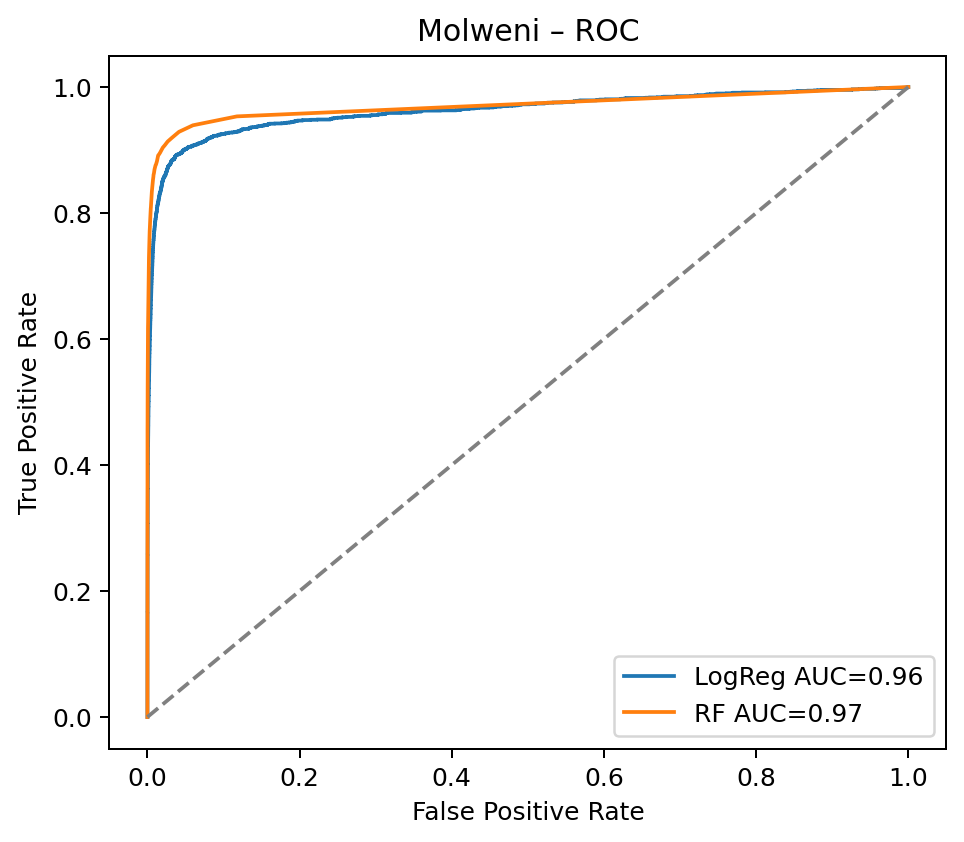 Molweni – ROC
True Positive Rate
1.0
0.8
0.6
0.4
0.2
0.0
0.0 0.2 0.4 0.6 0.8 1.0
False Positive Rate
LogReg AUC=0.96
RF AUC=0.97